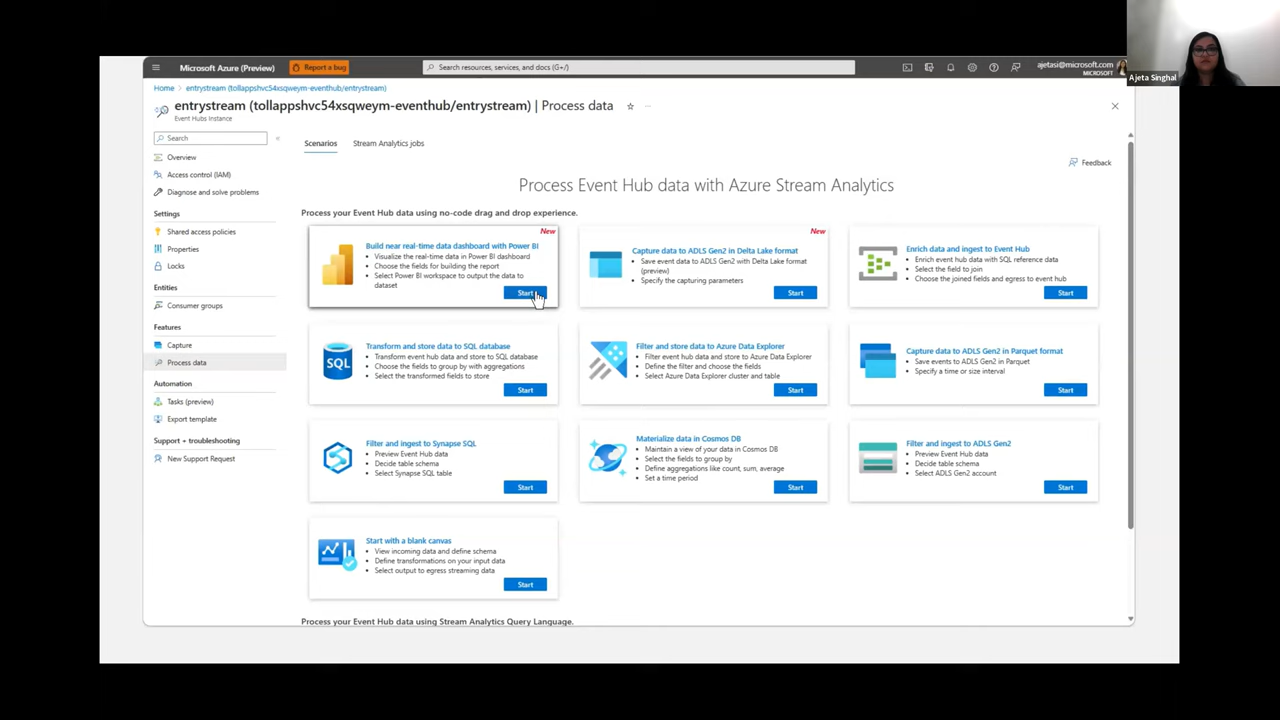 Microsoft Azure (Preview)
Report a bug
Search resources, services, and docs (G+/)
ajetasi@microsoft.com
MICROSOFT
Ajeta Singhal
Home > entrystream (tollappshvc54xsqweym-eventhub/entrystream)
entrystream (tollappshvc54xsqweym-eventhub/entrystream) | Process data
Event Hubs Instance
Search
Overview
Access control (IAM)
Diagnose and solve problems
Settings
Shared access policies
Properties
Locks
Entities
Consumer groups
Features
Capture
Process data
Automation
Tasks (preview)
Export template
Support + troubleshooting
New Support Request
Scenarios
Stream Analytics jobs
Feedback
Process Event Hub data with Azure Stream Analytics
Process your Event Hub data using no-code drag and drop experience.
New
Build near real-time data dashboard with Power BI
• Visualize the real-time data in Power BI dashboard
• Choose the fields for building the report
• Select Power BI workspace to output the data to
dataset
Start
New
Capture data to ADLS Gen2 in Delta Lake format
• Save event data to ADLS Gen2 with Delta Lake format
(preview)
• Specify the capturing parameters
Start
Enrich data and ingest to Event Hub
• Enrich event hub data with SQL reference data
• Select the field to join
• Choose the joined fields and egress to event hub
Start
SQL
Transform and store data to SQL database
• Transform event hub data and store to SQL database
• Choose the fields to group by with aggregations
• Select the transformed fields to store
Start
Filter and store data to Azure Data Explorer
• Filter event hub data and store to Azure Data Explorer
• Define the filter and choose the fields
• Select Azure Data Explorer cluster and table
Start
Capture data to ADLS Gen2 in Parquet format
• Save events to ADLS Gen2 in Parquet
• Specify a time or size interval
Start
Filter and ingest to Synapse SQL
• Preview Event Hub data
• Decide table schema
• Select Synapse SQL table
Start
Materialize data in Cosmos DB
• Maintain a view of your data in Cosmos DB
• Select the fields to group by
• Define aggregations like count, sum, average
• Set a time period
Start
Filter and ingest to ADLS Gen2
• Preview Event Hub data
• Decide table schema
• Select ADLS Gen2 account
Start
Start with a blank canvas
• View incoming data and define schema
• Define transformations on your input data
• Select output to egress streaming data
Start
Process your Event Hub data using Stream Analytics Query Language.